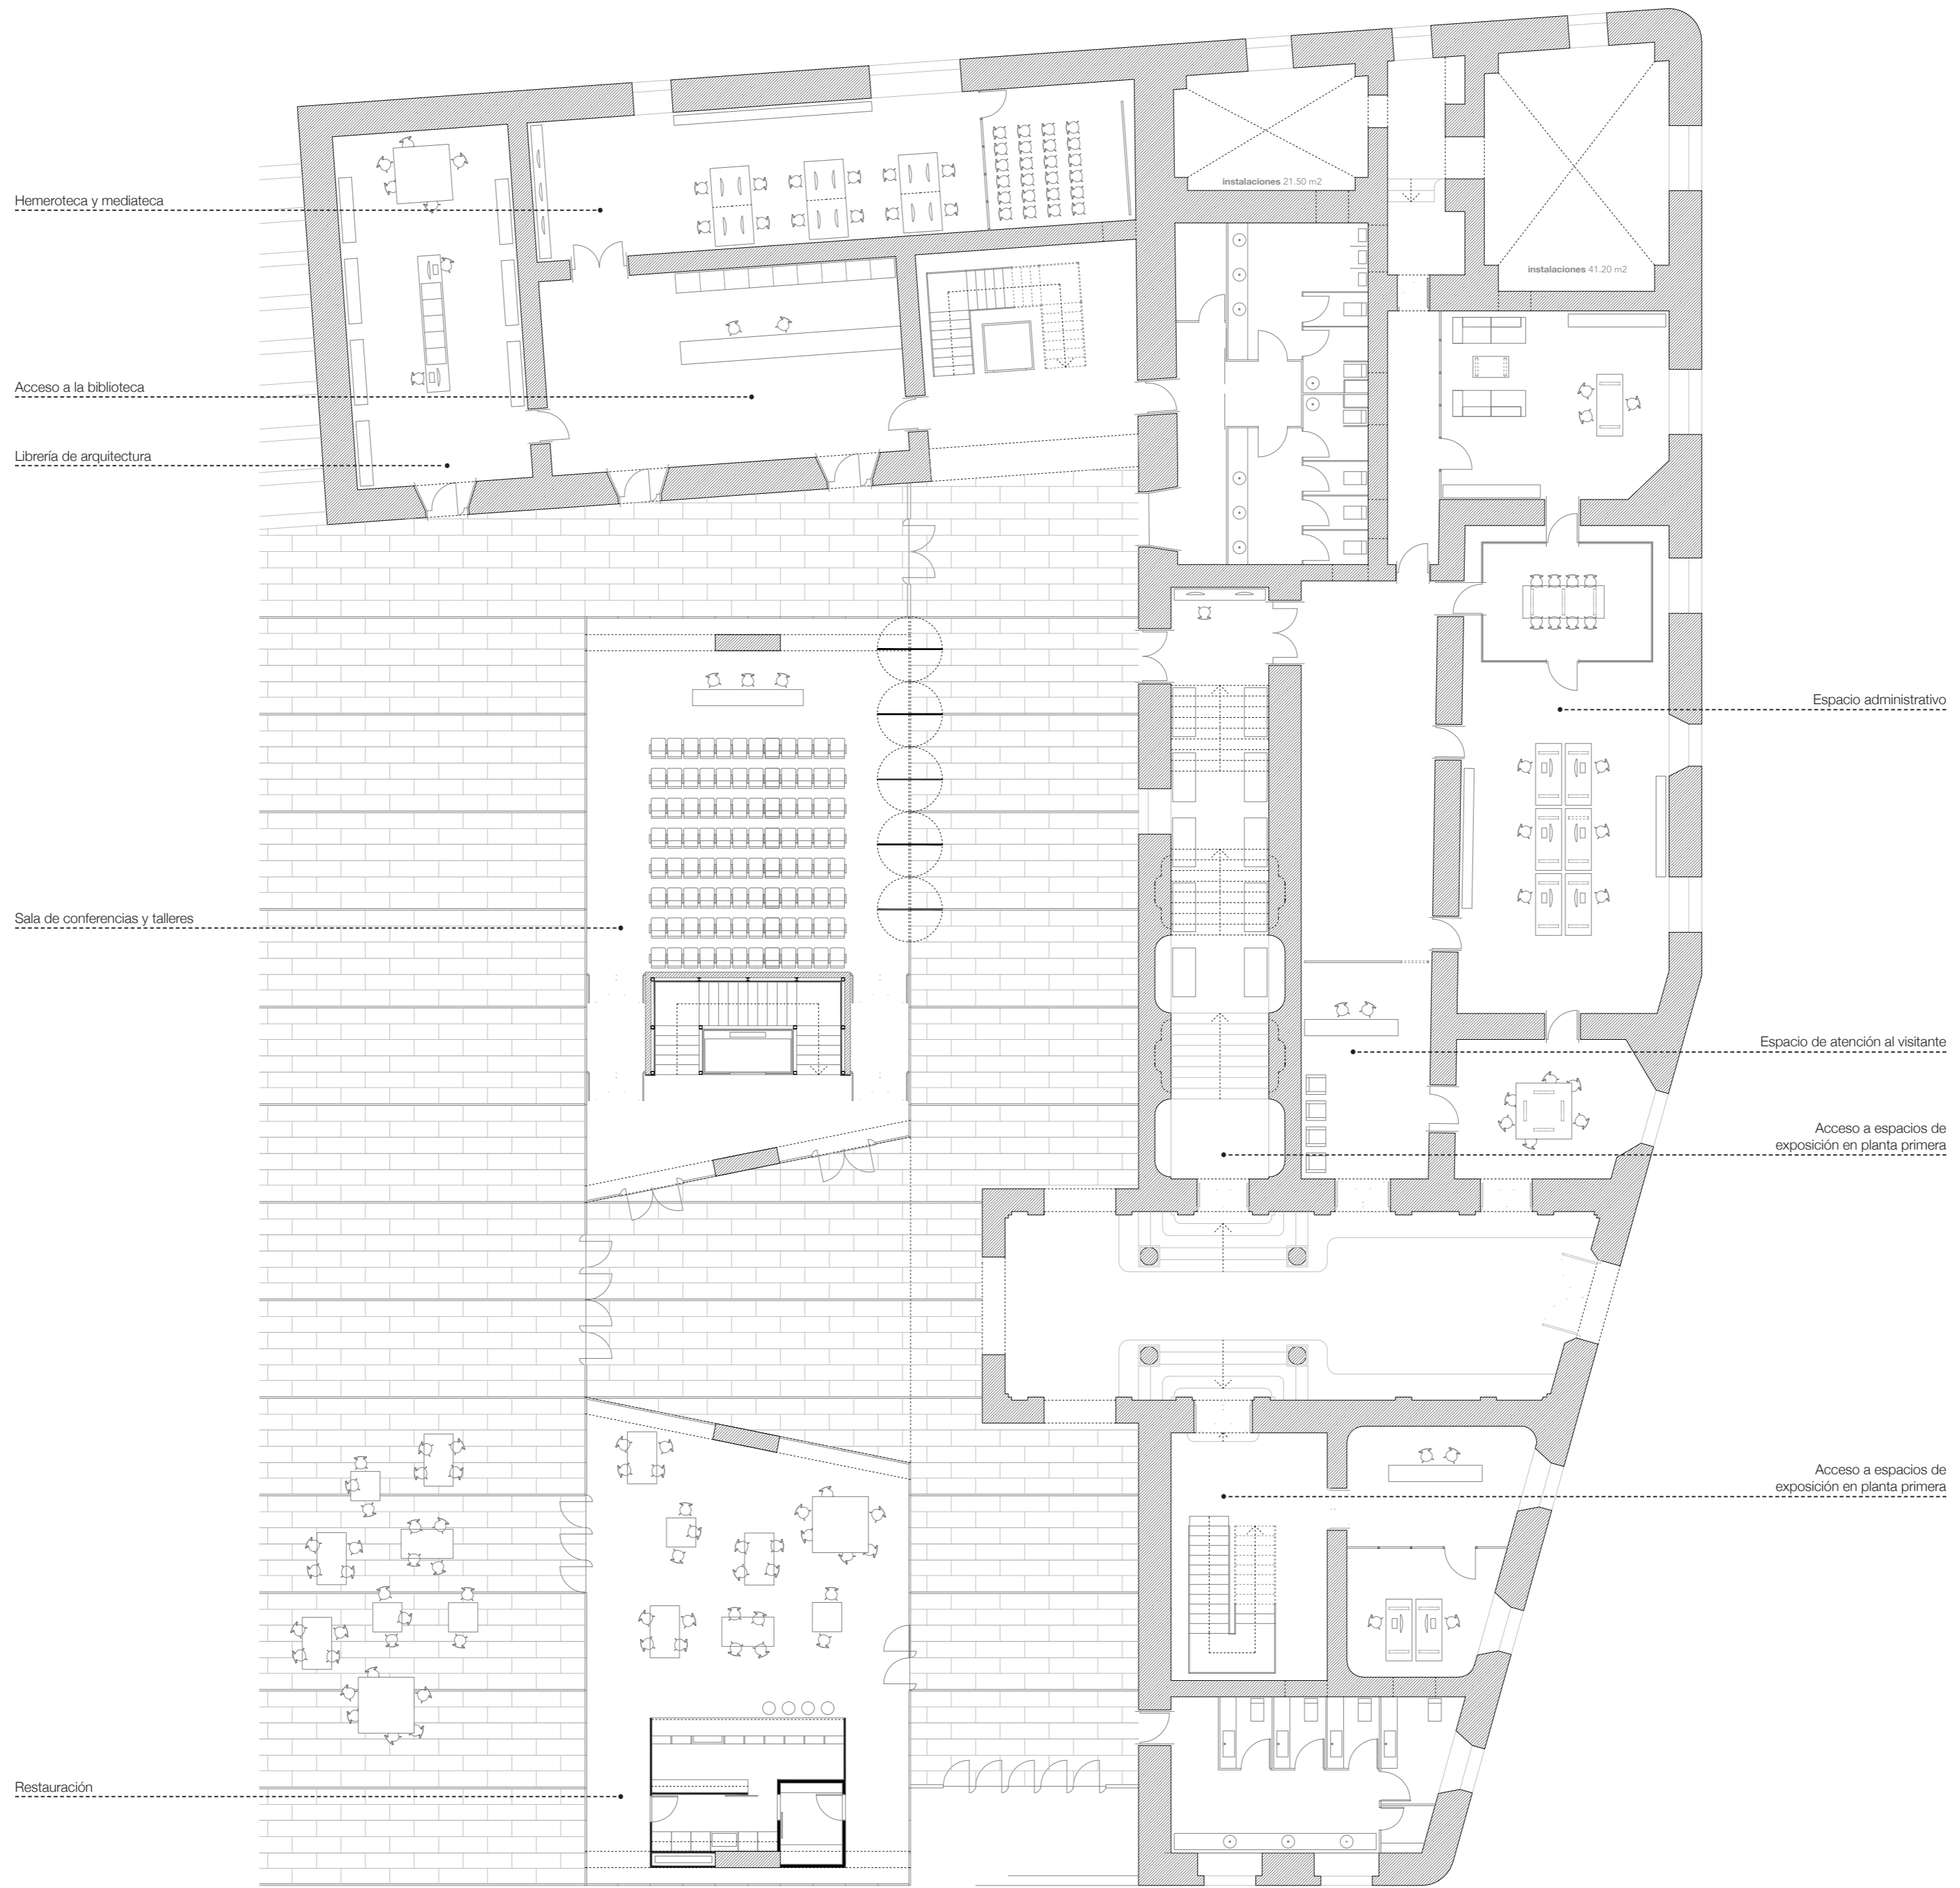 instalaciones 21.50 m2
Hemeroteca y mediateca
instalaciones 41.20 m2
Acceso a la biblioteca
Librería de arquitectura
Espacio administrativo
Sala de conferencias y talleres
Espacio de atención al visitante
Acceso a espacios de
exposición en planta primera
Acceso a espacios de
exposición en planta primera
Restauración